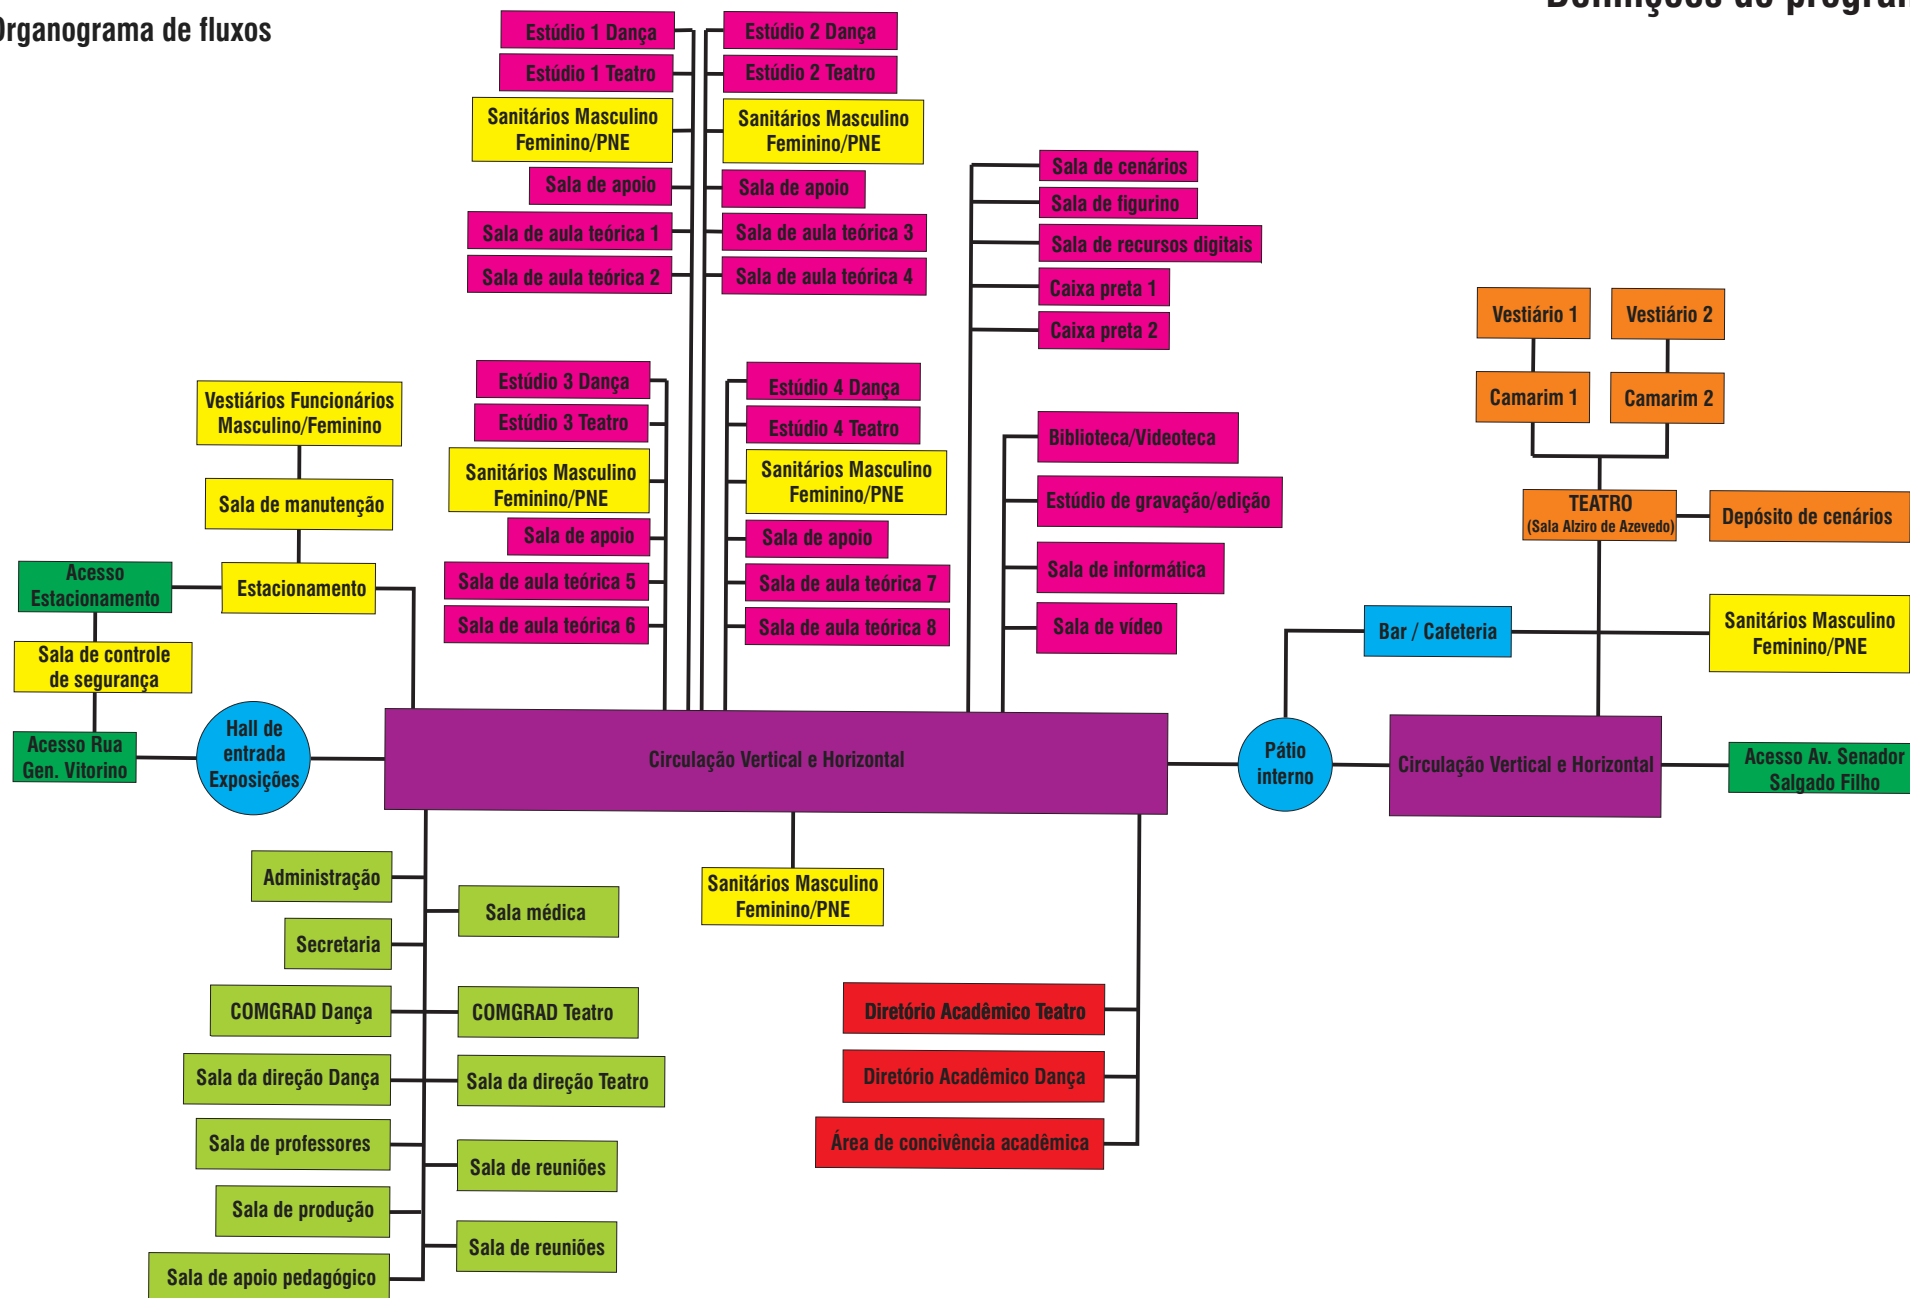 Organograma de fluxos
Definições do
Estúdio 1 Dança
Estúdio 1 Teatro
Sanitários Masculino
Feminino/PNE
Sala de apoio
Sala de aula teórica 1
Sala de aula teórica 2
Estúdio 2 Dança
Estúdio 2 Teatro
Sanitários Masculino
Feminino/PNE
Sala de apoio
Sala de aula teórica 3
Sala de aula teórica 4
Sala de cenários
Sala de figurino
Sala de recursos digitais
Caixa preta 1
Caixa preta 2
Vestiário 1
Vestiário 2
Camarim 1
Camarim 2
TEATRO
(Sala Alziro de Azevedo)
Depósito de cenários
Vestiários Funcionários
Masculino/Feminino
Sala de manutenção
Estacionamento
Acesso
Estacionamento
Sala de controle
de segurança
Acesso Rua
Gen. Vitorino
Hall de
entrada
Exposições
Estúdio 3 Dança
Estúdio 3 Teatro
Sanitários Masculino
Feminino/PNE
Sala de apoio
Sala de aula teórica 5
Sala de aula teórica 6
Estúdio 4 Dança
Estúdio 4 Teatro
Sanitários Masculino
Feminino/PNE
Sala de apoio
Sala de aula teórica 7
Sala de aula teórica 8
Biblioteca/Videoteca
Estúdio de gravação/edição
Sala de informática
Sala de vídeo
Bar / Cafeteria
Sanitários Masculino
Feminino/PNE
Circulação Vertical e Horizontal
Pátio
interno
Circulação Vertical e Horizontal
Acesso Av. Senador
Salgado Filho
Administração
Sala médica
Secretaria
COMGRAD Dança
COMGRAD Teatro
Sala da direção Dança
Sala da direção Teatro
Sala de professores
Sala de reuniões
Sala de produção
Sala de reuniões
Sala de apoio pedagógico
Sanitários Masculino
Feminino/PNE
Diretório Acadêmico Teatro
Diretório Acadêmico Dança
Área de concivência acadêmica